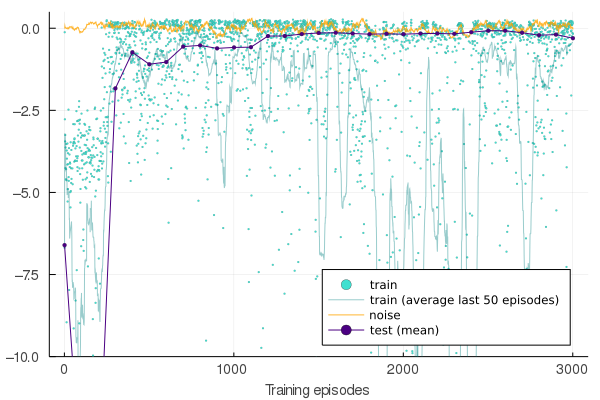 0.0
−2.5
−5.0
−7.5
−10.0
0
1000
2000
3000
Training episodes
train
train (average last 50 episodes)
noise
test (mean)